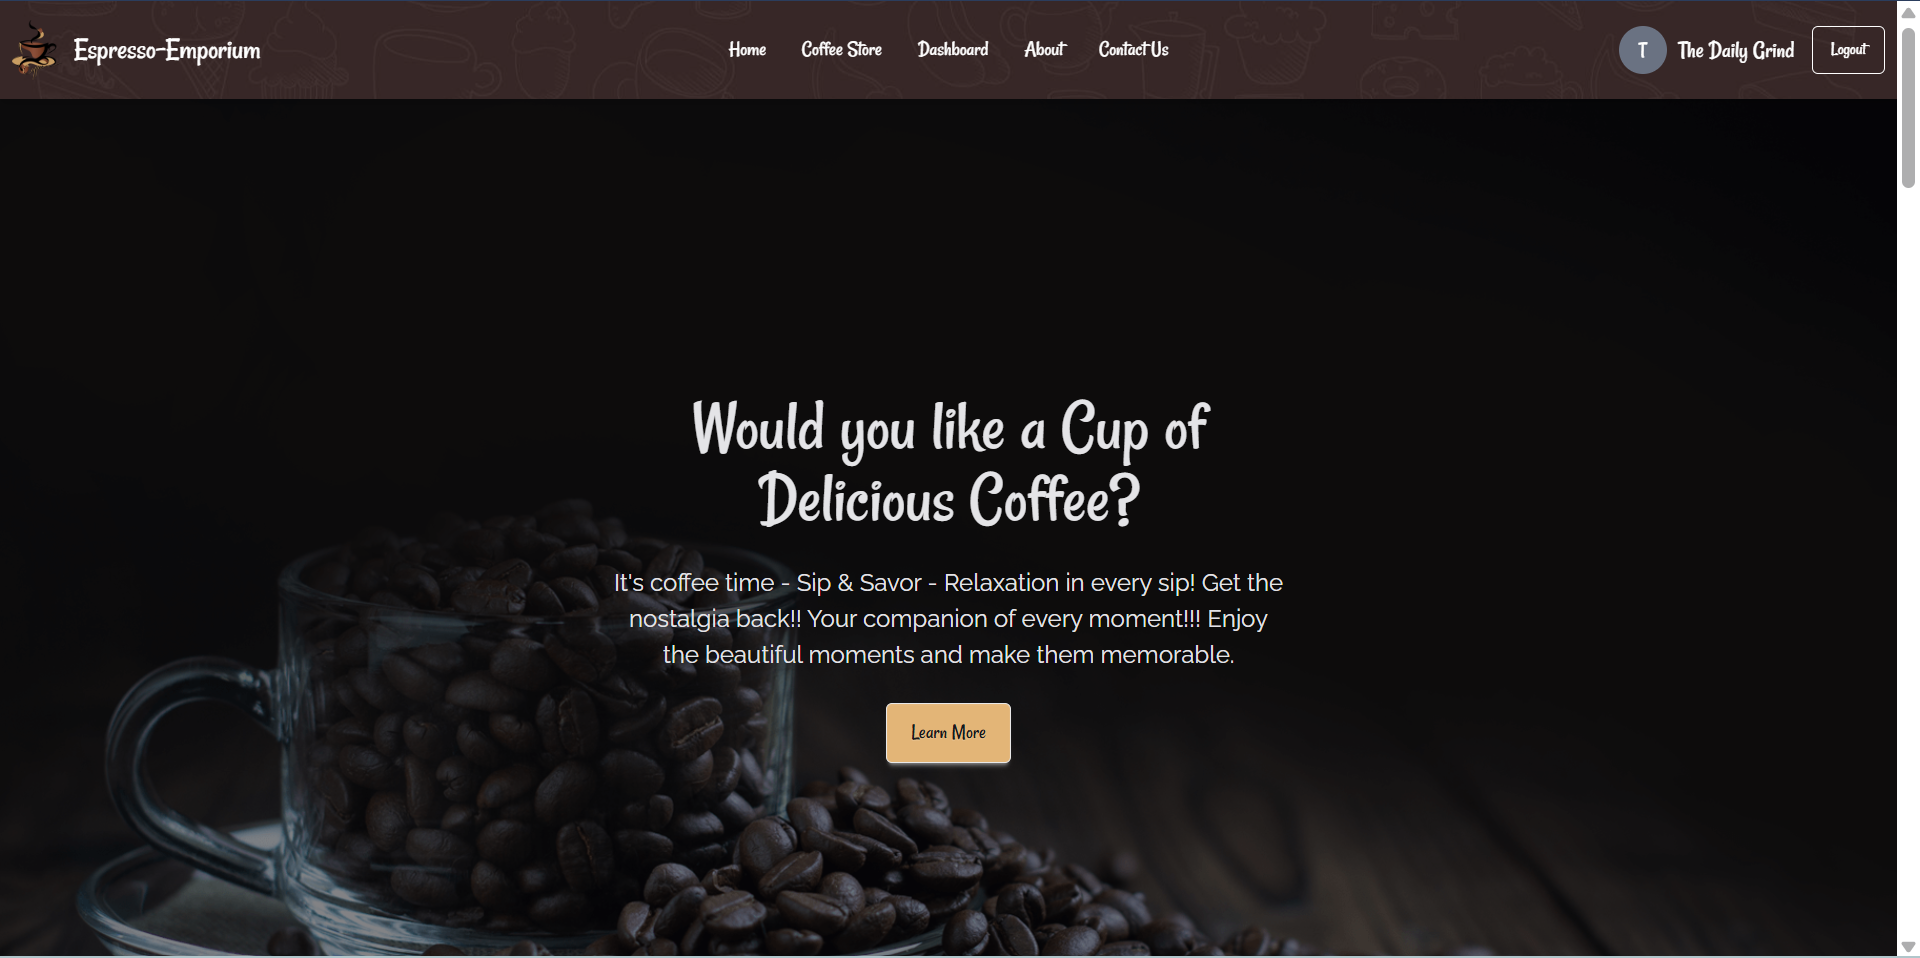 Espresso-Emporium
Home
Coffee Store
Dashboard
About
Contact Us
T
The Daily Grind
Logout
Would you like a Cup of
Delicious Coffee?
It's coffee time - Sip & Savor - Relaxation in every sip! Get the
nostalgia back!! Your companion of every moment!!! Enjoy
the beautiful moments and make them memorable.
Learn More